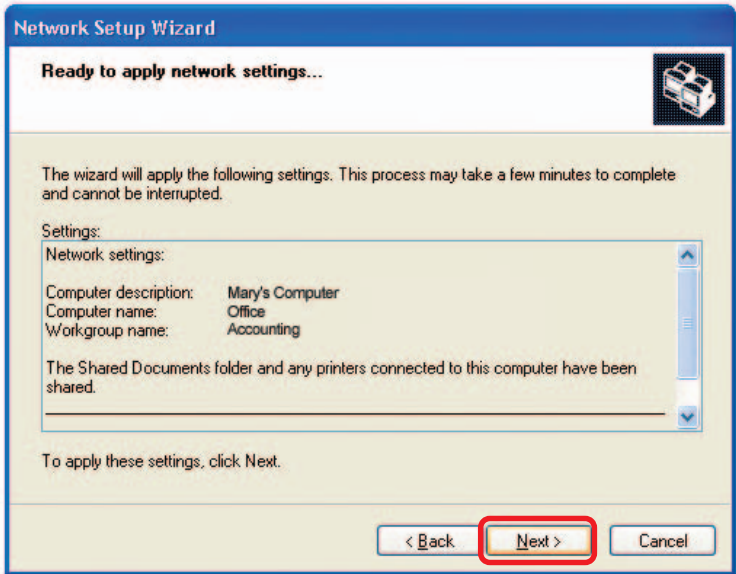 Network Setup Wizard
Ready to apply network settings...
The wizard will apply the following settings. This process may take a few minutes to complete
and cannot be interrupted.
Settings:
Network settings:
Computer description: Mary's Computer
Computer name: Office
Workgroup name: Accounting
The Shared Documents folder and any printers connected to this computer have been
shared.
To apply these settings, click Next.
< Back Next > Cancel